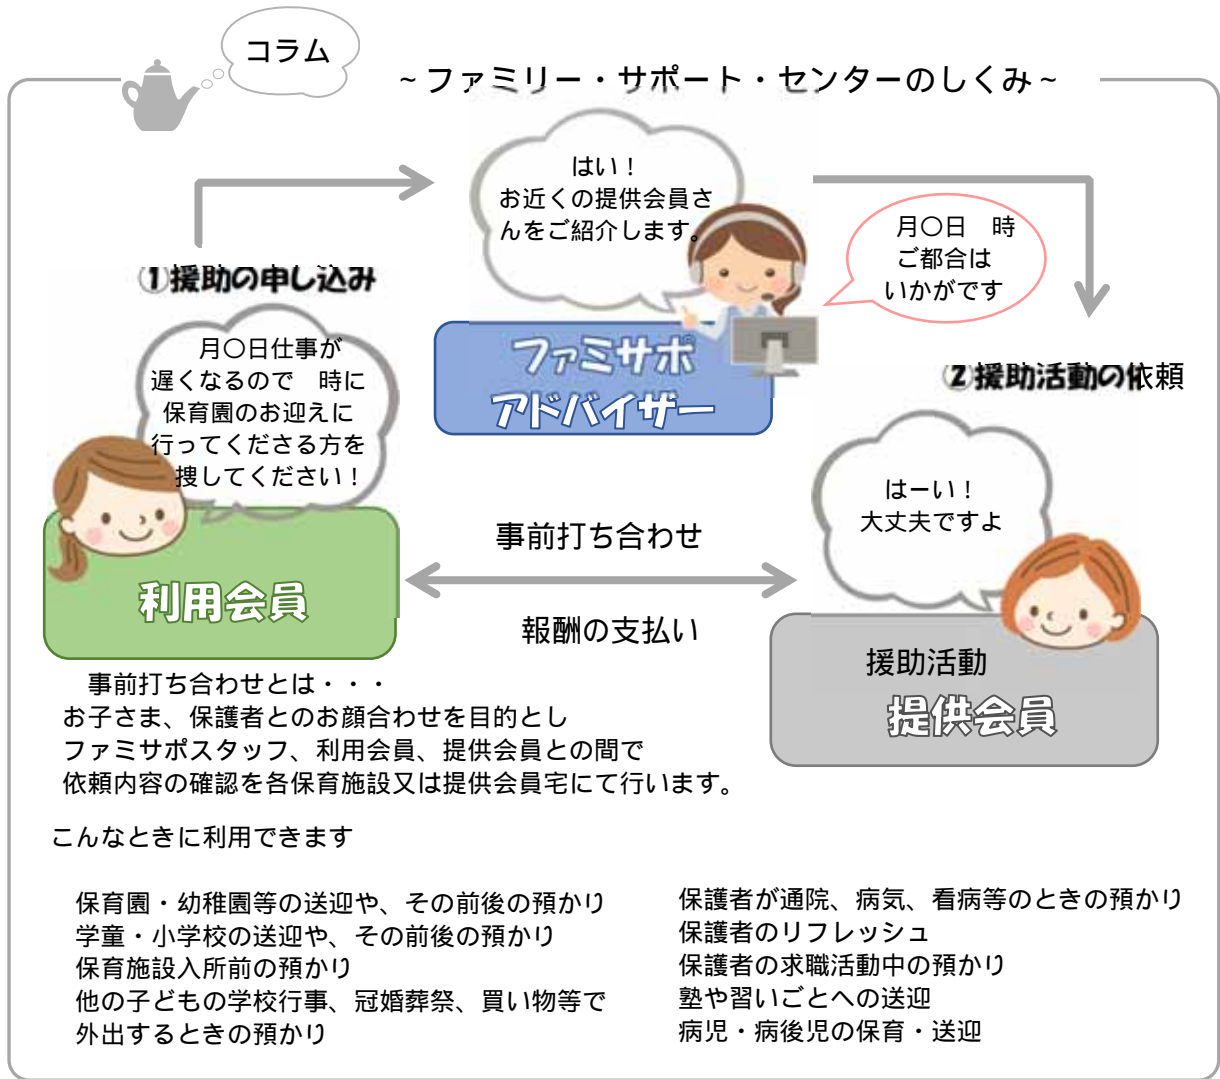 コラム
~ファミリー・サポート・センターのしくみ~
はい！
お近くの提供会員さ
んをご紹介します。
月〇日　時
ご都合は
いかがです
①援助の申し込み
月〇日仕事が
遅くなるので　時に
保育園のお迎えに
行ってくださる方を
捜してください！
ファミサポ
アドバイザー
②援助活動の依頼
はーい！
大丈夫ですよ
事前打ち合わせ
利用会員
報酬の支払い
援助活動
提供会員
事前打ち合わせとは・・・
お子さま、保護者とのお顔合わせを目的とし
ファミサポスタッフ、利用会員、提供会員との間で
依頼内容の確認を各保育施設又は提供会員宅にて行います。
こんなときに利用できます
保育園・幼稚園等の送迎や、その前後の預かり
学童・小学校の送迎や、その前後の預かり
保育施設入所前の預かり
他の子どもの学校行事、冠婚葬祭、買い物等で
外出するときの預かり
保護者が通院、病気、看病等のときの預かり
保護者のリフレッシュ
保護者の求職活動中の預かり
塾や習いごとへの送迎
病児・病後児の保育・送迎